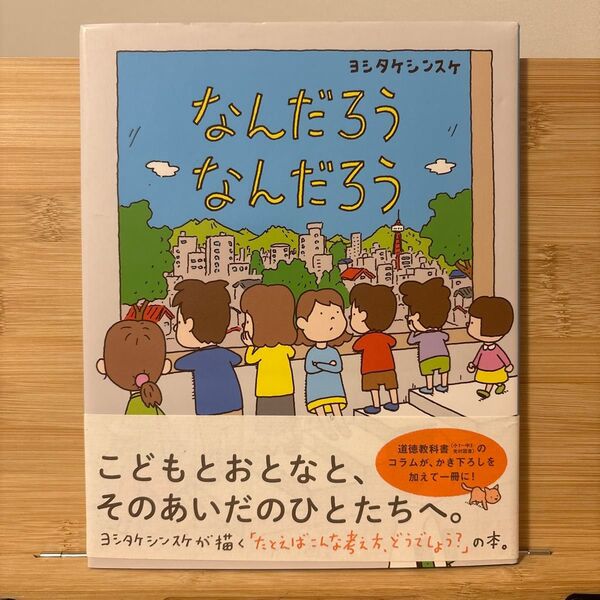 ヨシタケシンスケ
なんだろう
なんだろう
道徳教科書(小1〜中3 光村図書)の
コラムが、かき下ろしを
加えて一冊に!
こどもとおとなと、
そのあいだのひとたちへ。
ヨシタケシンスケが描く「たとえばこんな考え方、どうでしょう?」の本。